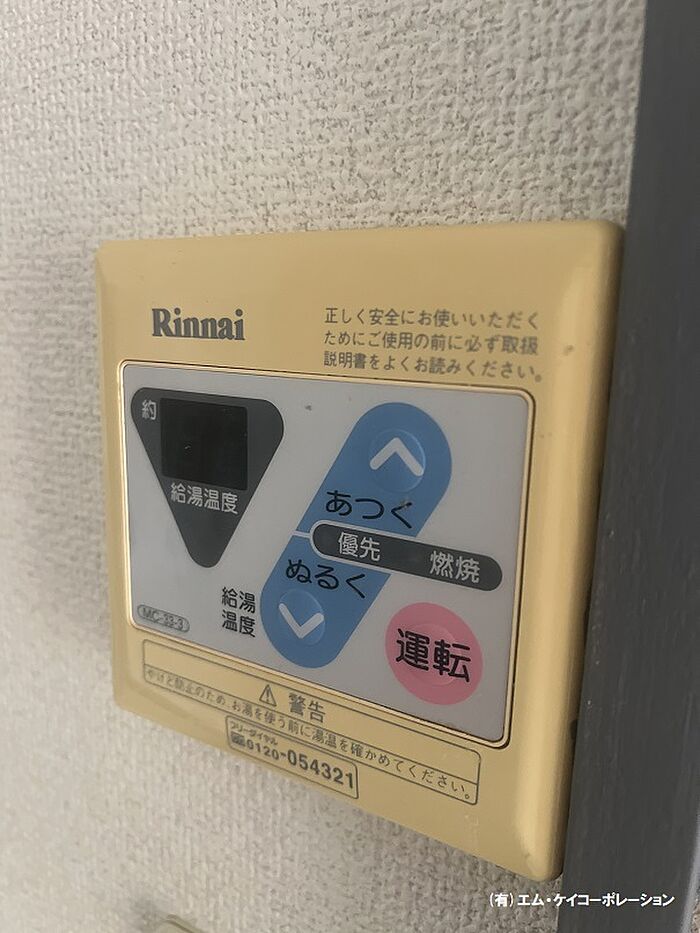 Rinnai
正しく安全にお使いいただく
ためにご使用の前に必ず取扱
説明書をよくお読みください。
約
給湯温度
あつく
優先 燃焼
ぬるく
給湯
温度
運転
MC-33-3
⚠ 警告
やけど防止のため、お湯を使う前に湯温を確かめてください。
フリーダイヤル
0120-054321
(有) エム・ケイコーポレーション